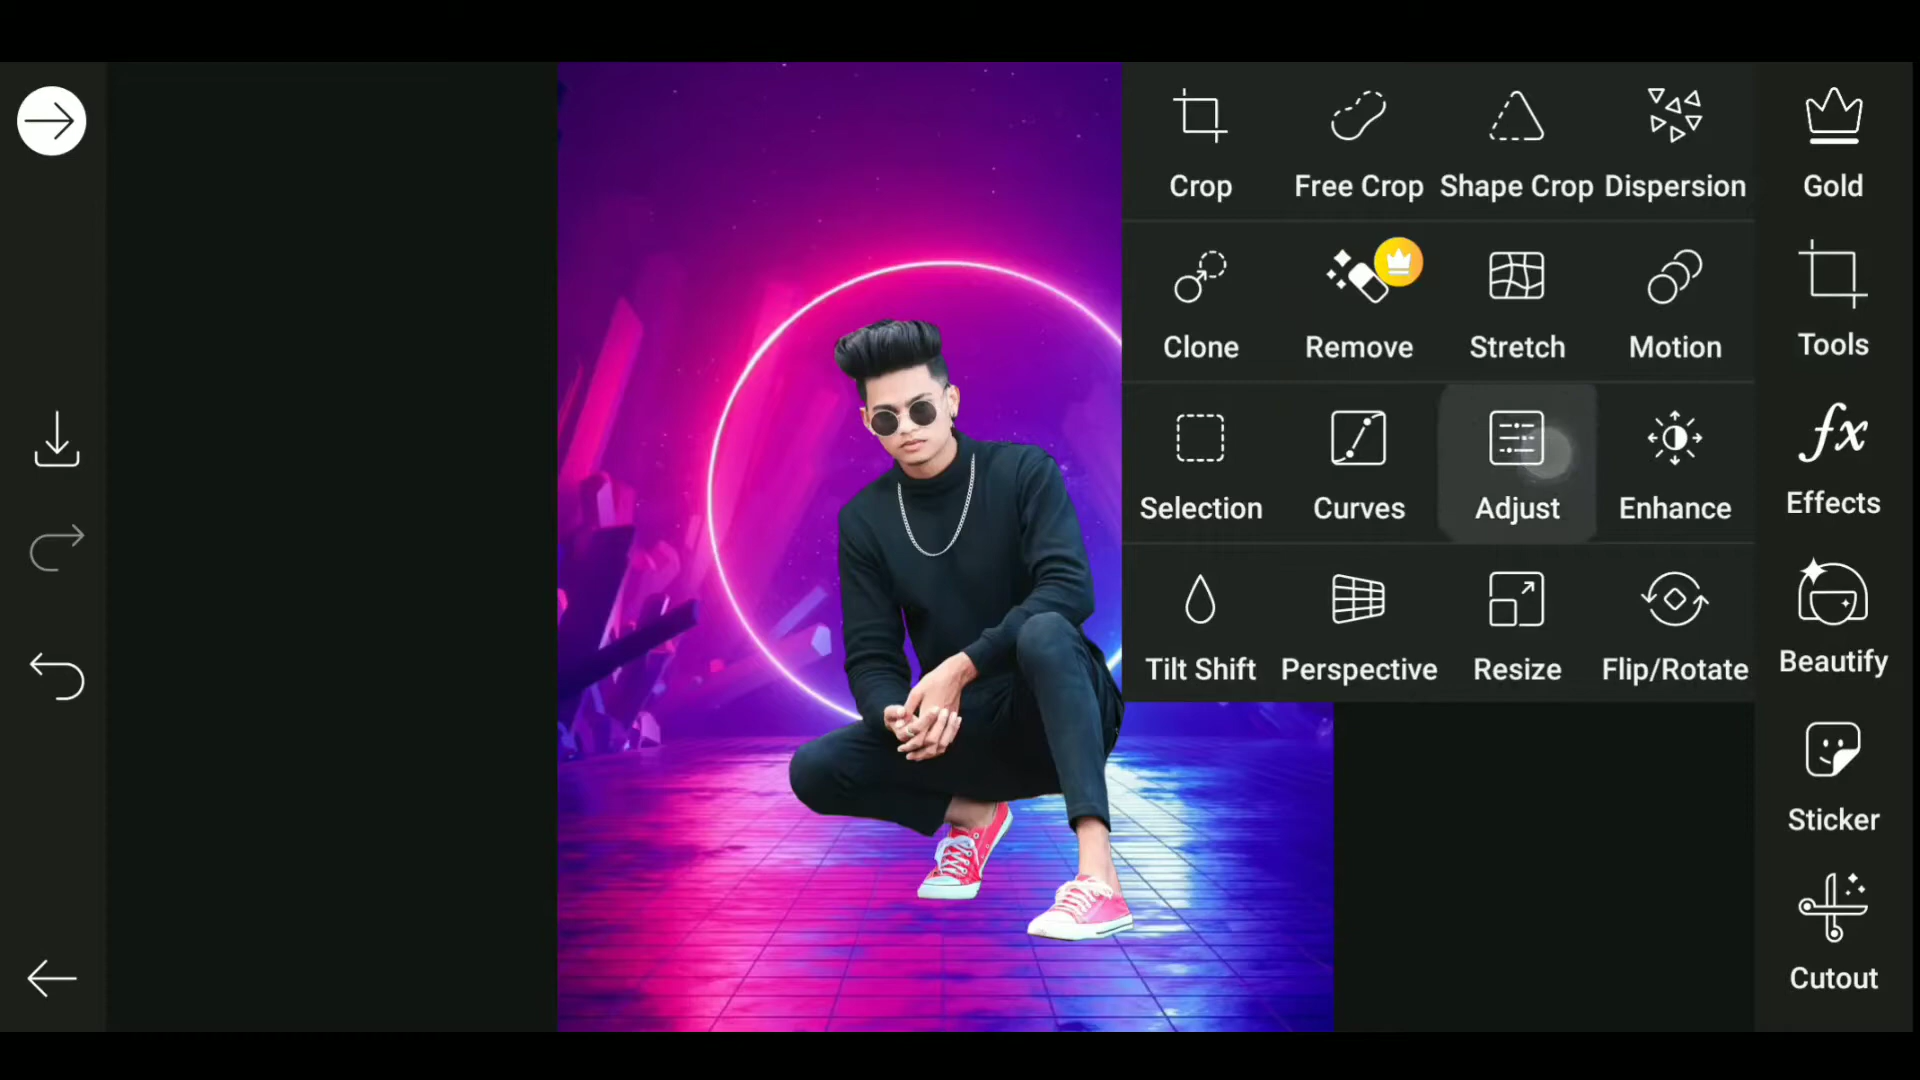 Crop Free Crop Shape Crop Dispersion Gold
Clone Remove Stretch Motion Tools
Selection Curves Adjust Enhance Effects
Tilt Shift Perspective Resize Flip/Rotate Beautify
Sticker
Cutout